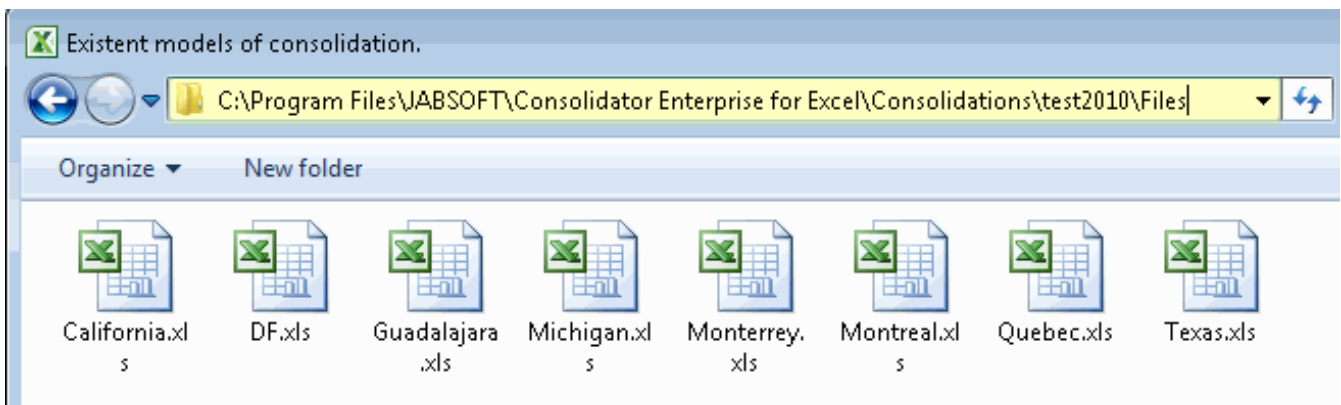 Existent models of consolidation.
C:\Program Files\JABSOFT\Consolidator Enterprise for Excel\Consolidations\test2010\Files
Organize New folder
California.xl
s
DF.xls
Guadalajara
.xls
Michigan.xl
s
Monterrey.
xls
Montreal.xl
s
Quebec.xls
Texas.xls